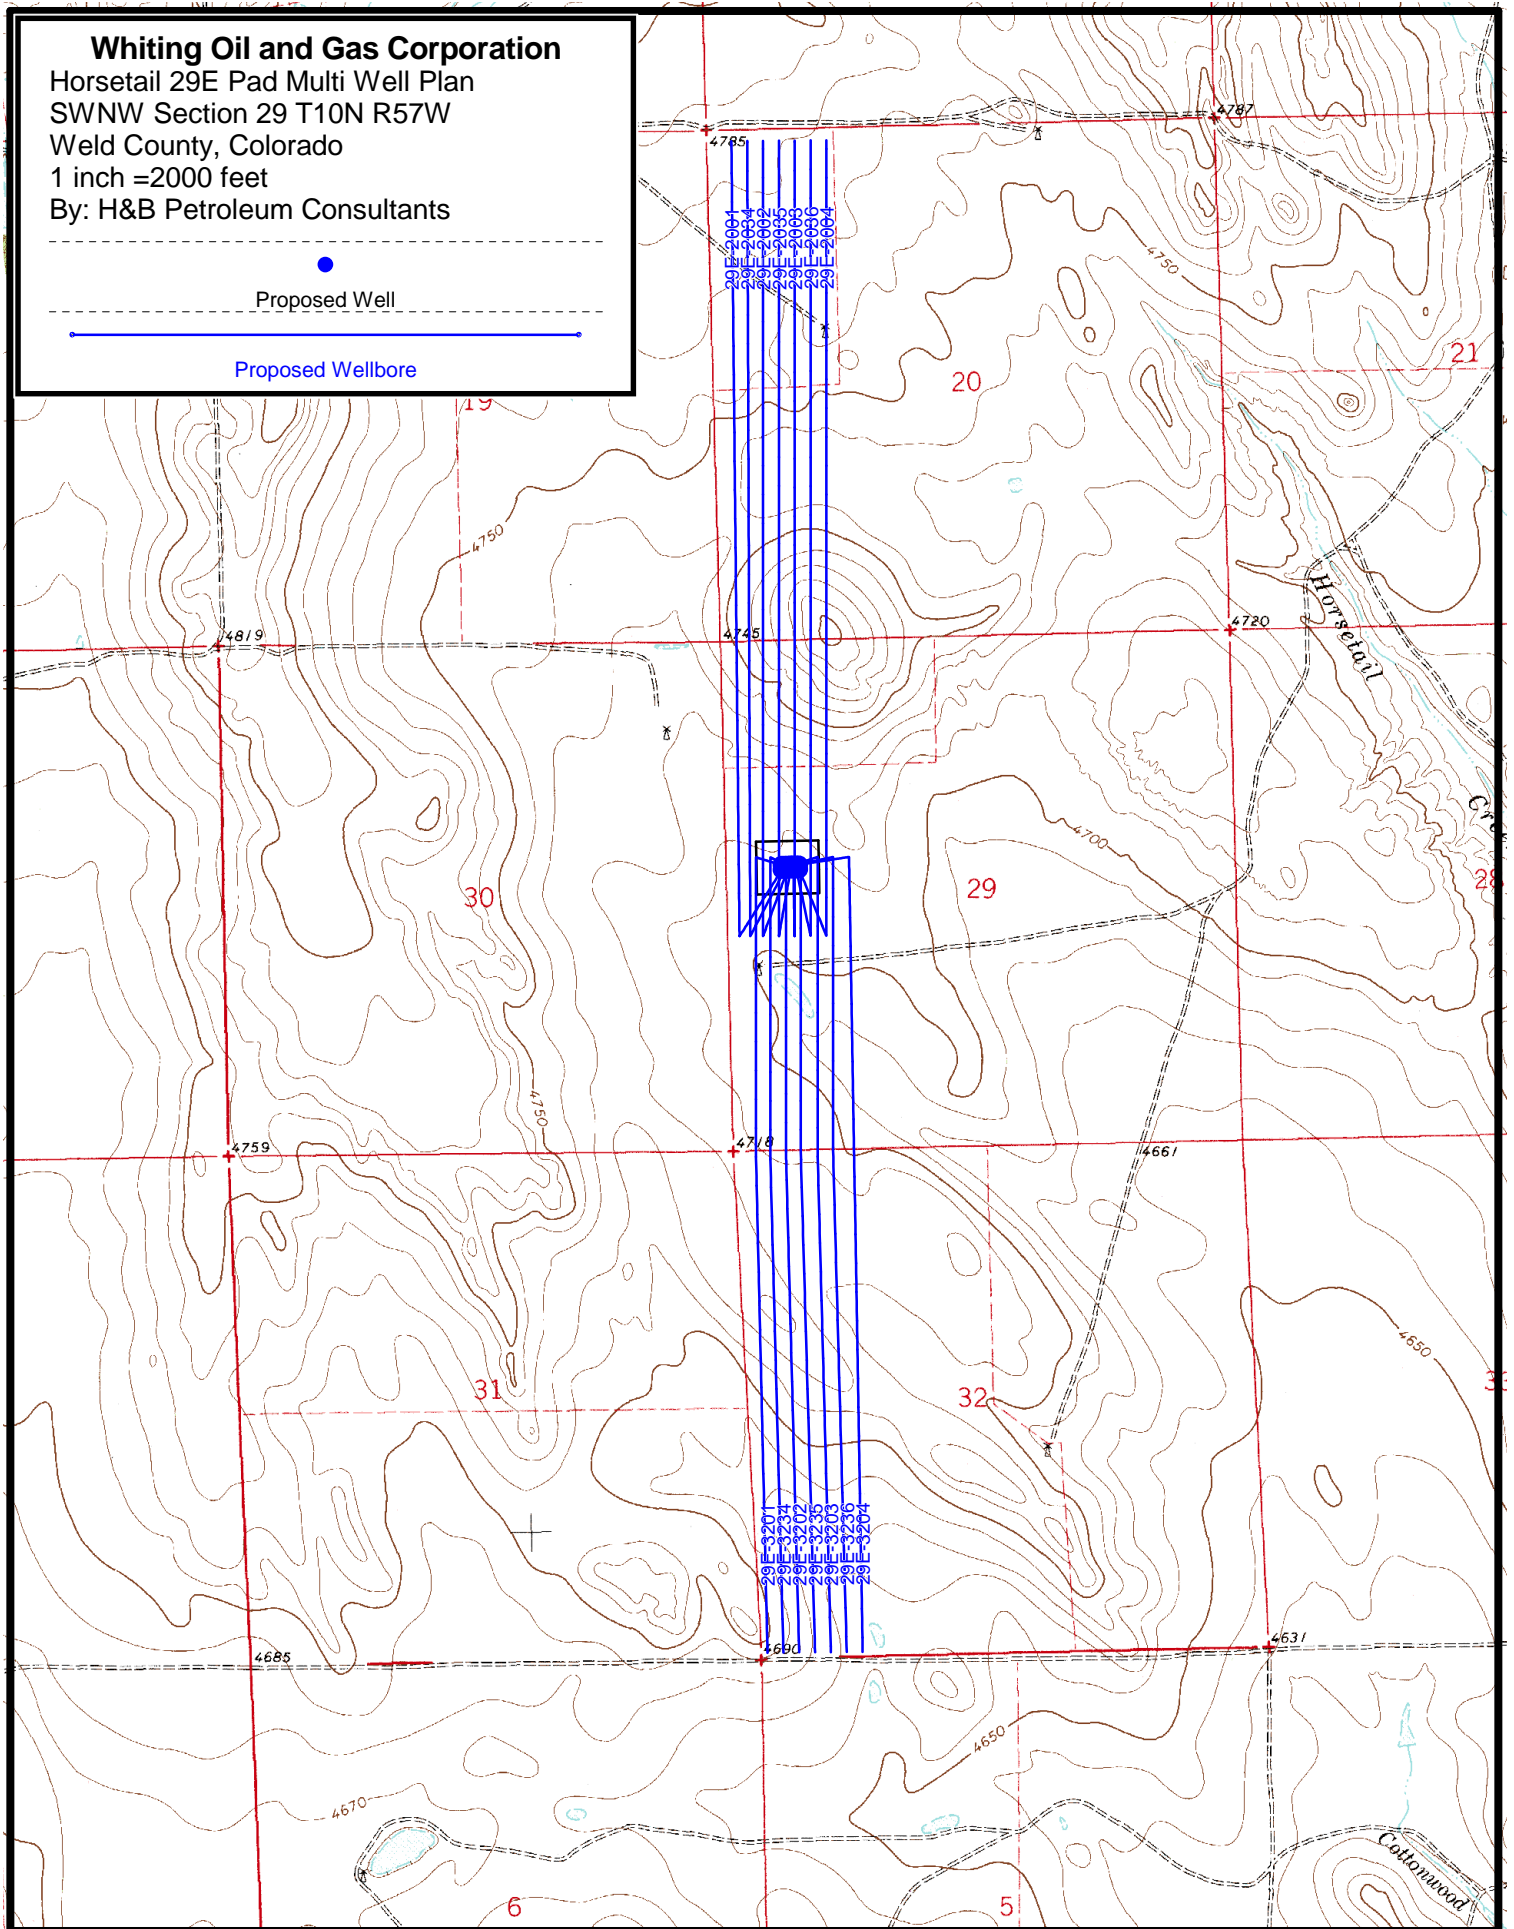 Whiting Oil and Gas Corporation
Horsetail 29E Pad Multi Well Plan
SWNW Section 29 T10N R57W
Weld County, Colorado
1 inch =2000 feet
By: H&B Petroleum Consultants
Proposed Well
Proposed Wellbore
4787
4785
29E-2001
29E-2034
29E-2002
29E-2035
29E-2003
29E-2036
29E-2004
4750
21
20
19
4750
Horsetail
4819
4745
4720
4700
30
29
28
4750
4759
4718
4661
4650
31
32
29E-3201
29E-3234
29E-3202
29E-3235
29E-3203
29E-3236
29E-3204
4685
4690
4631
4650
4670
Cottonwood
6
5